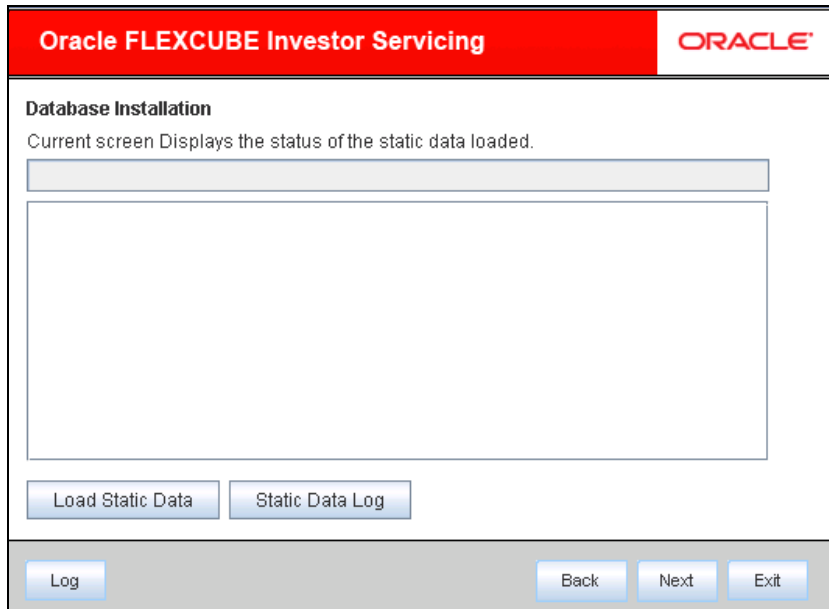 Oracle FLEXCUBE Investor Servicing
ORACLE
Database Installation
Current screen Displays the status of the static data loaded.
Load Static Data
Static Data Log
Log
Back
Next
Exit